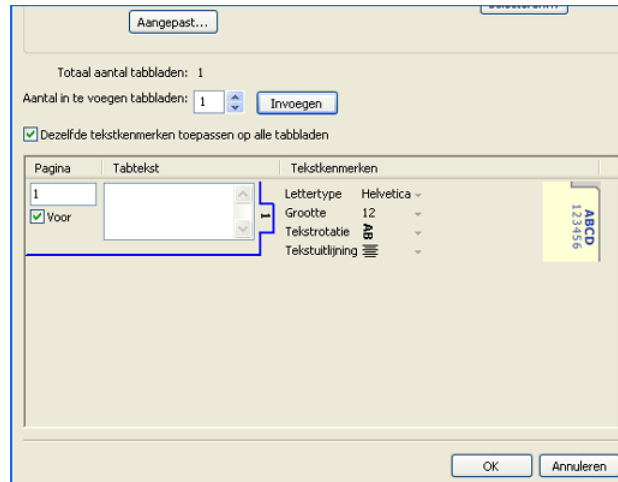 Aangepast...
Totaal aantal tabbladen: 1
Aantal in te voegen tabbladen: 1 Invoegen
Dezelfde tekstkenmerken toepassen op alle tabbladen
Pagina Tabtekst Tekstkenmerken
1
Voor
1
Lettertype Helvetica
Grootte 12
Tekstrotatie AB
Tekstuitlijning
ABCD
123456
OK Annuleren